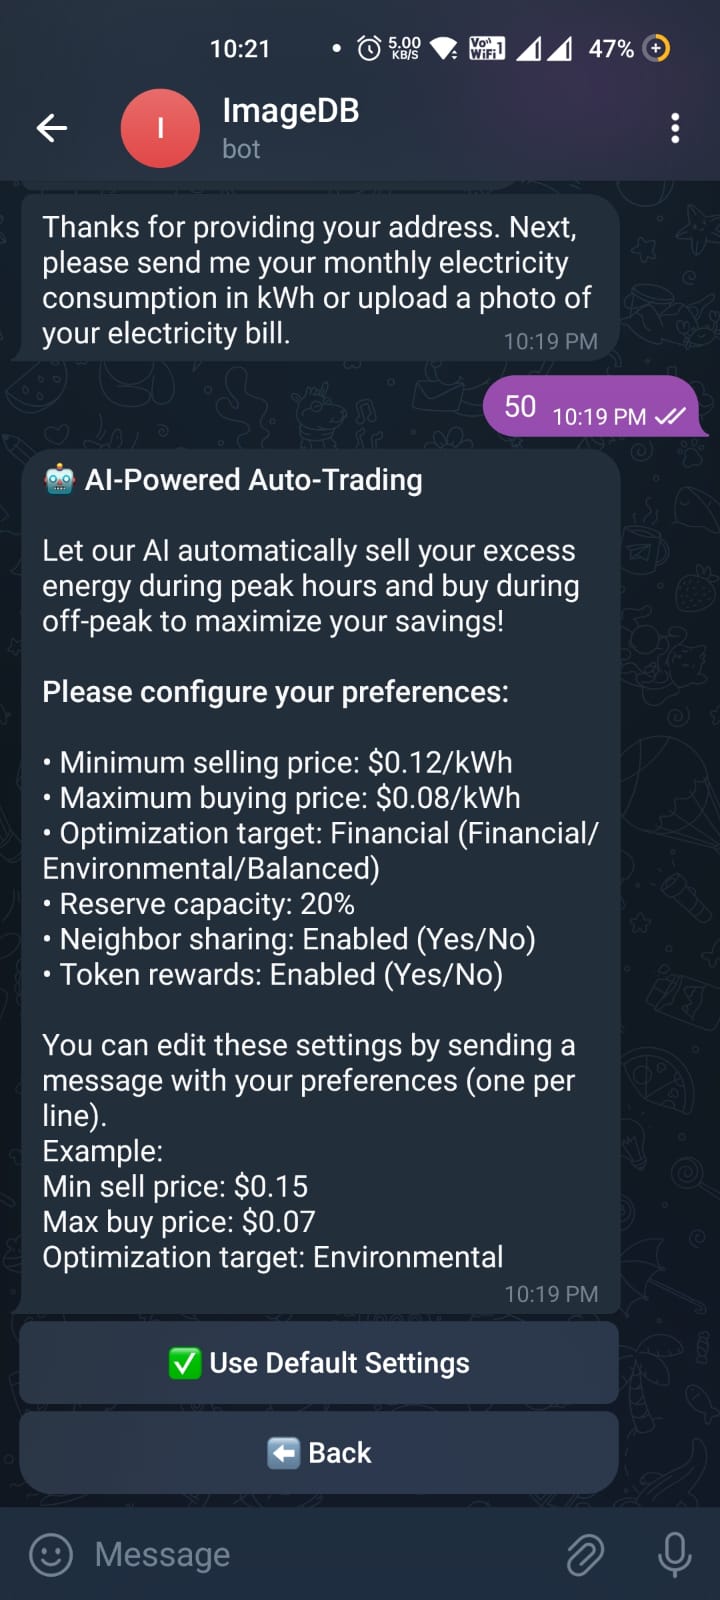 10:21
5.00
KB/S
Vo))
WiFi1
47%
I
ImageDB
bot
Thanks for providing your address. Next,
please send me your monthly electricity
consumption in kWh or upload a photo of
your electricity bill.
10:19 PM
50 10:19 PM
AI-Powered Auto-Trading
Let our AI automatically sell your excess
energy during peak hours and buy during
off-peak to maximize your savings!
Please configure your preferences:
• Minimum selling price: $0.12/kWh
• Maximum buying price: $0.08/kWh
• Optimization target: Financial (Financial/
Environmental/Balanced)
• Reserve capacity: 20%
• Neighbor sharing: Enabled (Yes/No)
• Token rewards: Enabled (Yes/No)
You can edit these settings by sending a
message with your preferences (one per
line).
Example:
Min sell price: $0.15
Max buy price: $0.07
Optimization target: Environmental
10:19 PM
Use Default Settings
Back
Message